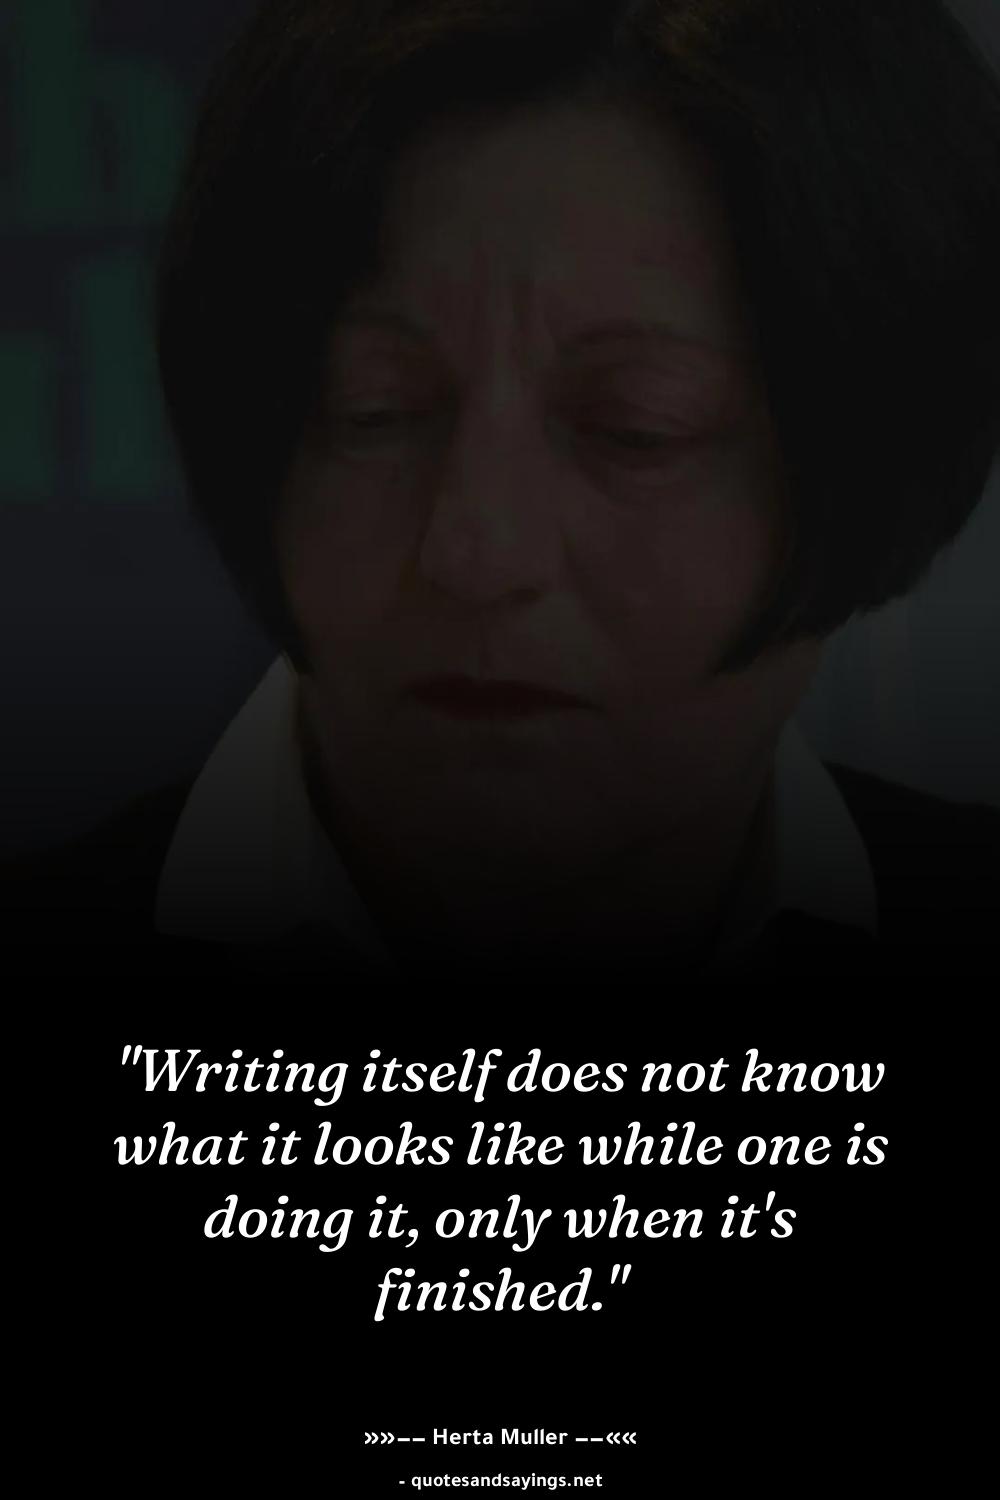 "Writing itself does not know
what it looks like while one is
doing it, only when it's
finished."
»»–– Herta Muller ––««
- quotesandsayings.net